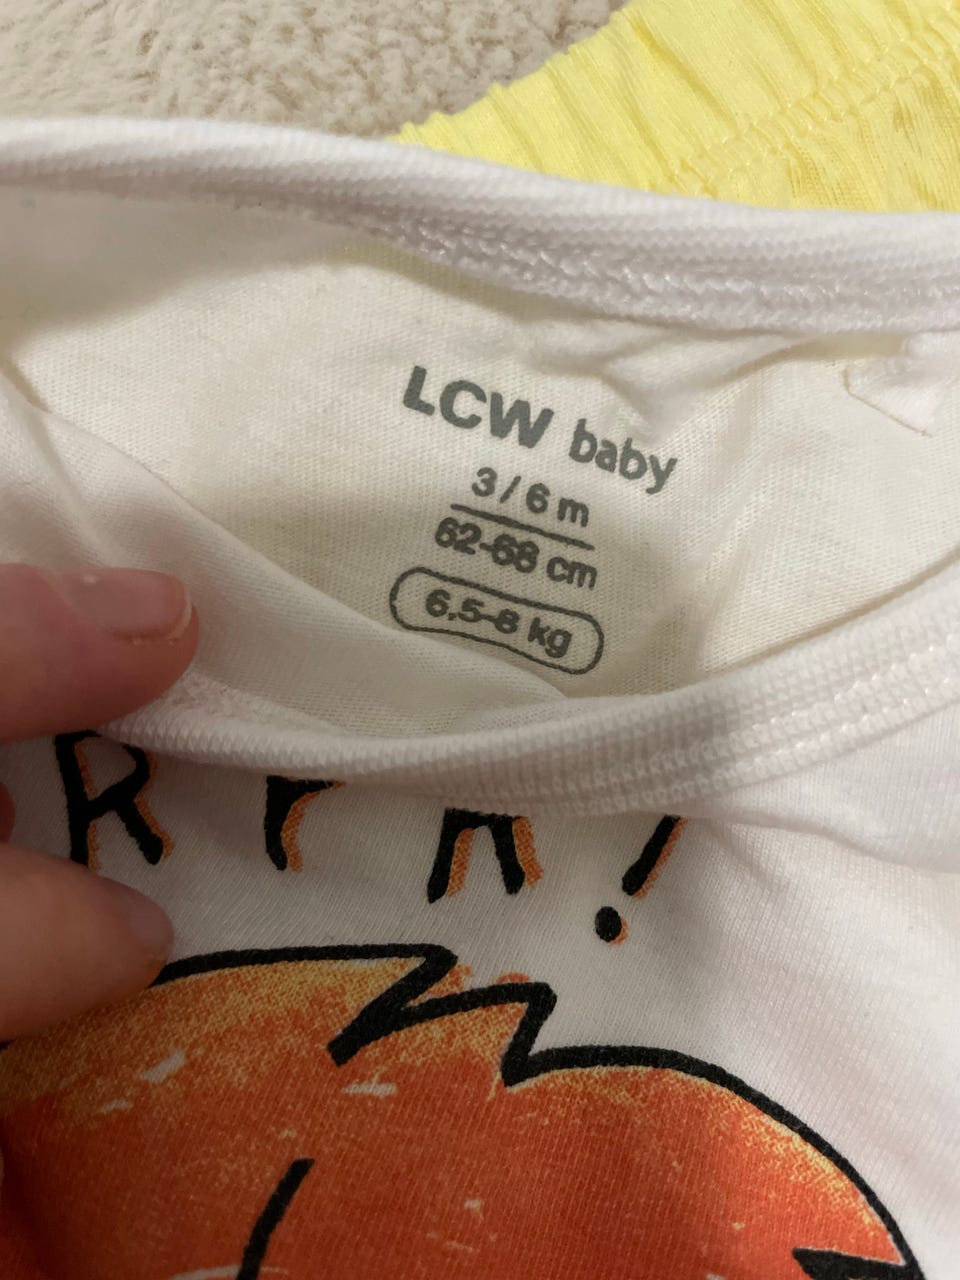 LCW baby
3/6 m
62-68 cm
6,5-8 kg